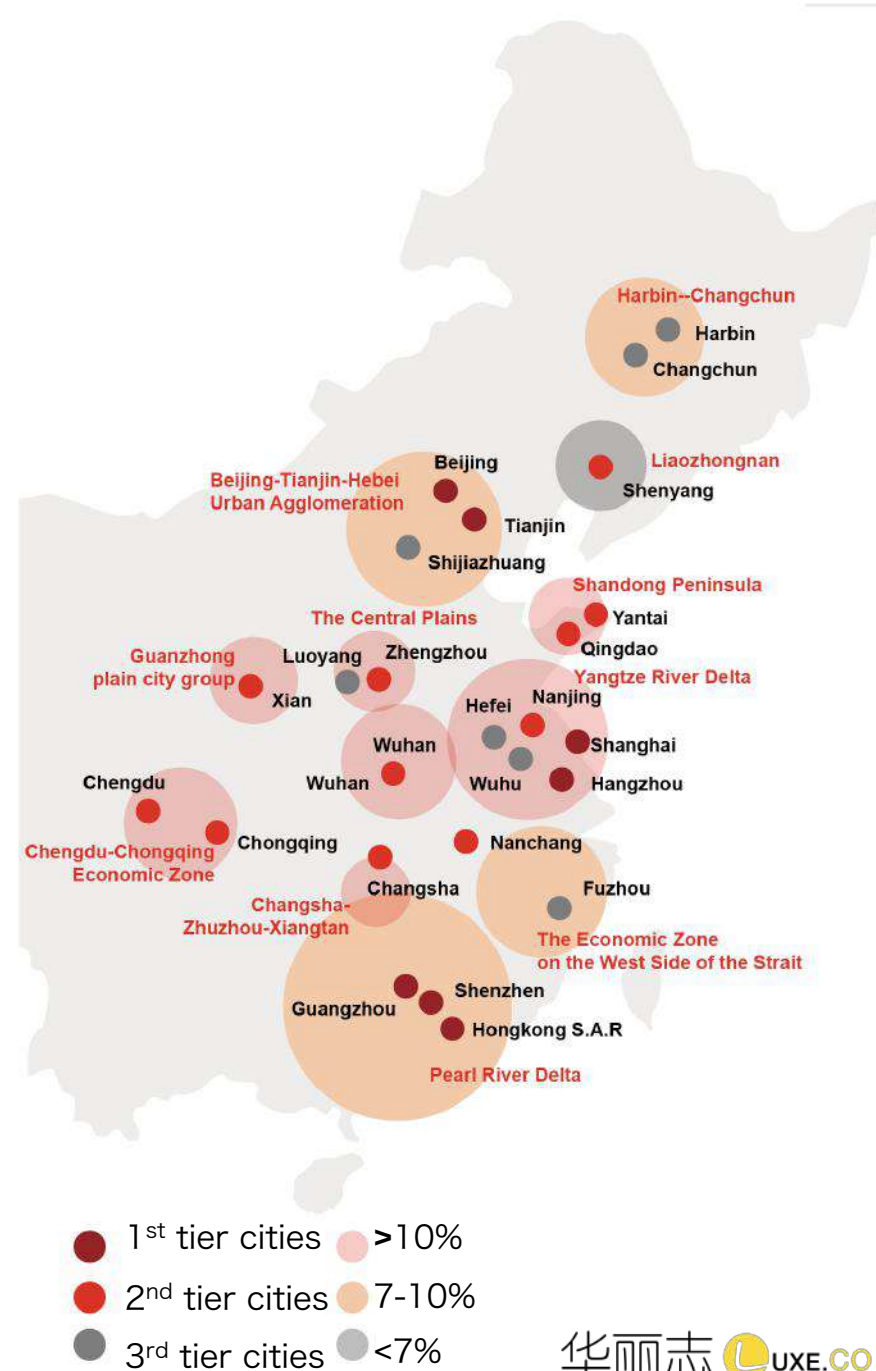 Harbin--Changchun
Harbin
Changchun
Liaozhongnan
Shenyang
Beijing
Beijing-Tianjin-Hebei
Urban Agglomeration
Tianjin
Shijiazhuang
Shandong Peninsula
Yantai
Qingdao
The Central Plains
Luoyang
Zhengzhou
Guanzhong
plain city group
Xian
Yangtze River Delta
Hefei
Nanjing
Shanghai
Wuhu
Hangzhou
Wuhan
Wuhan
Chengdu
Chongqing
Chengdu-Chongqing
Economic Zone
Nanchang
Changsha
Changsha-
Zhuzhou-Xiangtan
Fuzhou
The Economic Zone
on the West Side of the Strait
Guangzhou
Shenzhen
Hongkong S.A.R
Pearl River Delta
1st tier cities >10%
2nd tier cities 7-10%
3rd tier cities <7%
华丽志 LUXE.CO